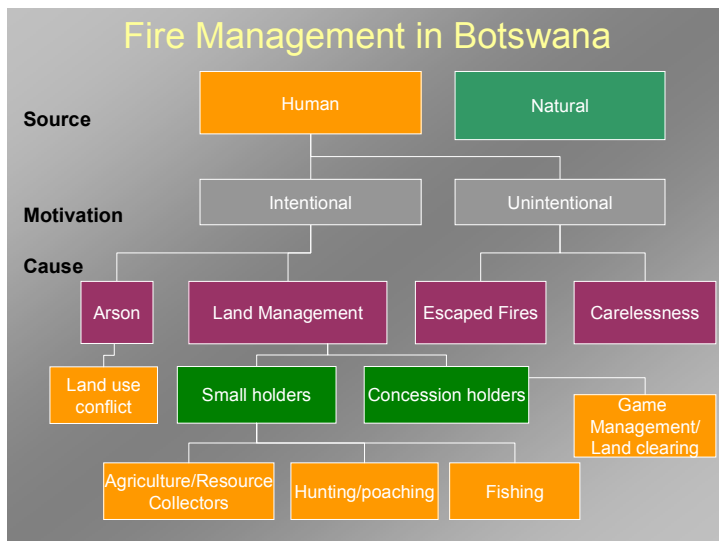 Fire Management in Botswana
Source
Human
Natural
Motivation
Intentional
Unintentional
Cause
Arson
Land Management
Escaped Fires
Carelessness
Land use
conflict
Small holders
Concession holders
Game
Management/
Land clearing
Agriculture/Resource
Collectors
Hunting/poaching
Fishing